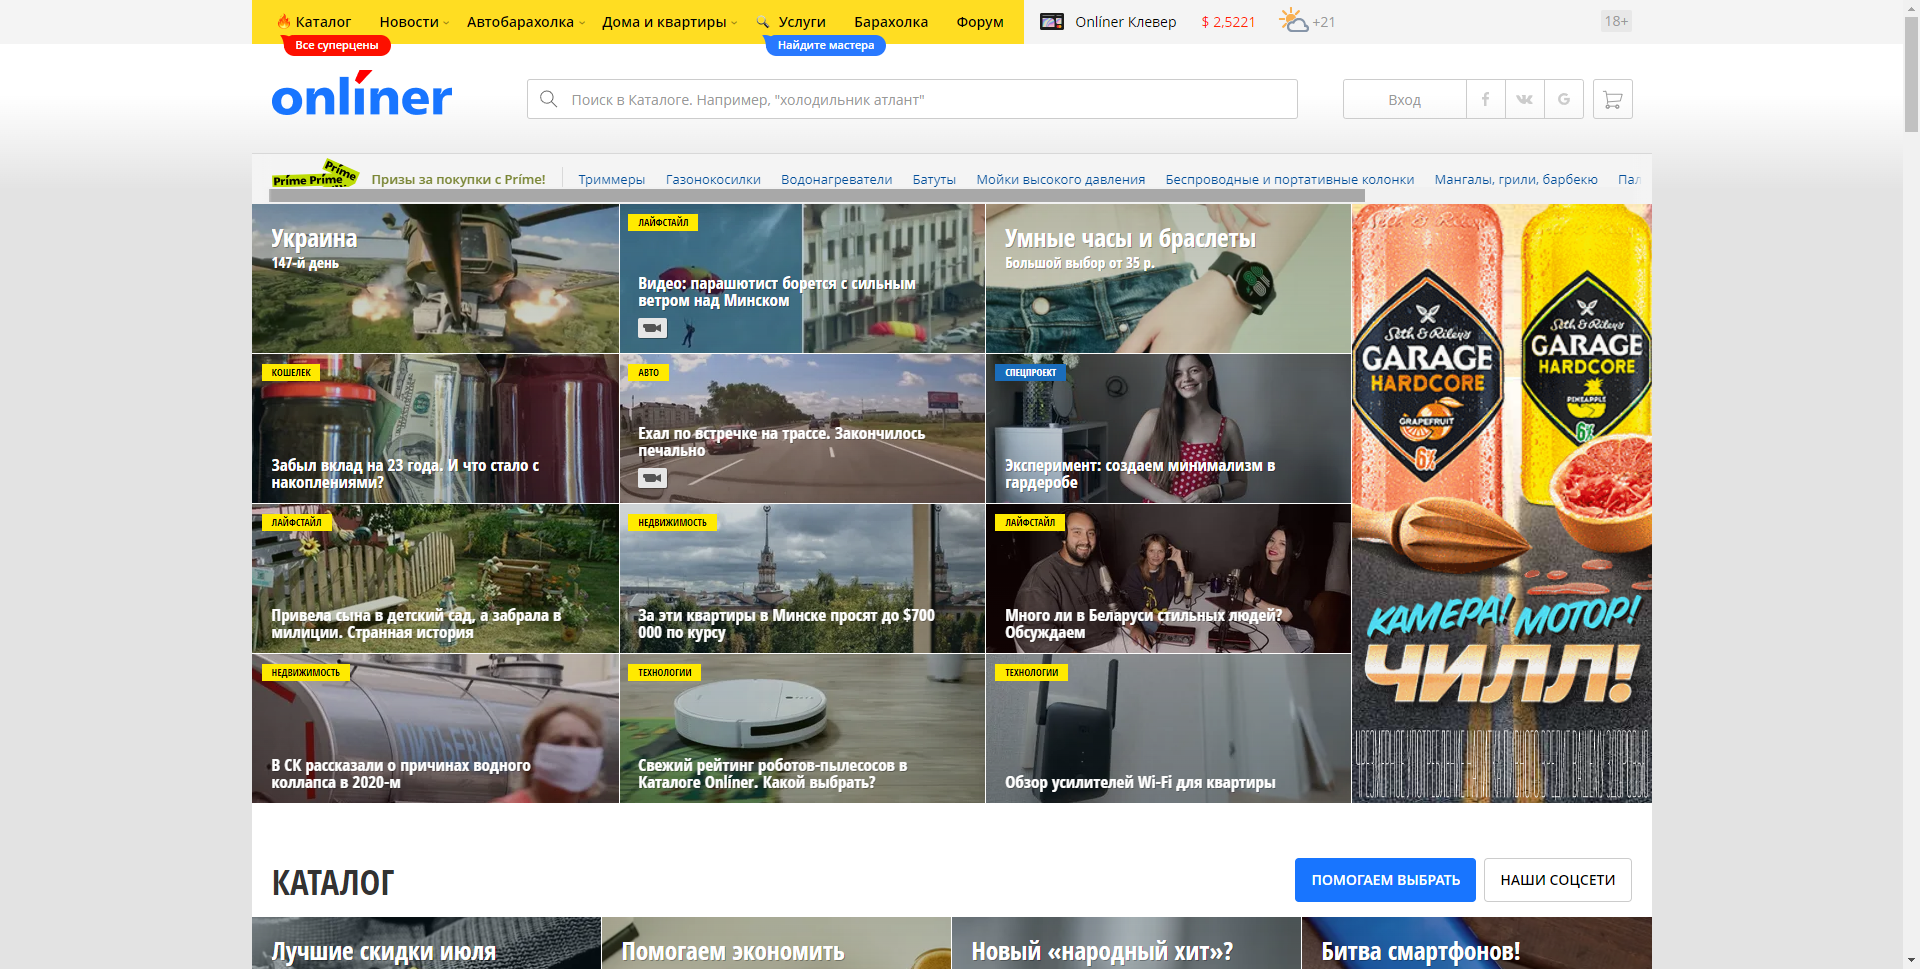 Каталог
Новости
Автобарахолка
Дома и квартиры
Услуги
Барахолка
Форум
Onlíner Клевер
$ 2,5221
+21
18+
Все суперцены
Найдите мастера
onlíner
Поиск в Каталоге. Например, "холодильник атлант"
Вход
Príme
Príme Príme
Призы за покупки с Príme!
Триммеры
Газонокосилки
Водонагреватели
Батуты
Мойки высокого давления
Беспроводные и портативные колонки
Мангалы, грили, барбекю
Украина
147-й день
ЛАЙФСТАЙЛ
Видео: парашютист борется с сильным
ветром над Минском
Умные часы и браслеты
Большой выбор от 35 р.
КОШЕЛЕК
Забыл вклад на 23 года. И что стало с
накоплениями?
АВТО
Ехал по встречке на трассе. Закончилось
печально
СПЕЦПРОЕКТ
Эксперимент: создаем минимализм в
гардеробе
ЛАЙФСТАЙЛ
Привела сына в детский сад, а забрала в
милиции. Странная история
НЕДВИЖИМОСТЬ
За эти квартиры в Минске просят до $700
000 по курсу
ЛАЙФСТАЙЛ
Много ли в Беларуси стильных людей?
Обсуждаем
НЕДВИЖИМОСТЬ
ПИТЬЕВАЯ
В СК рассказали о причинах водного
коллапса в 2020-м
ТЕХНОЛОГИИ
Свежий рейтинг роботов-пылесосов в
Каталоге Onlíner. Какой выбрать?
ТЕХНОЛОГИИ
Обзор усилителей Wi-Fi для квартиры
Seth & Riley's
GARAGE
HARDCORE
GRAPEFRUIT
6%
Seth & Riley's
GARAGE
HARDCORE
PINEAPPLE
6%
КАМЕРА! МОТОР!
ЧИЛЛ!
КАТАЛОГ
ПОМОГАЕМ ВЫБРАТЬ
НАШИ СОЦСЕТИ
Лучшие скидки июля
Помогаем экономить
Новый «народный хит»?
Битва смартфонов!